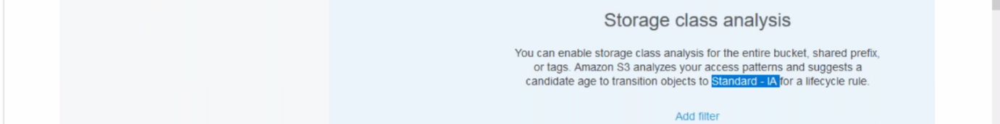 Storage class analysis
You can enable storage class analysis for the entire bucket, shared prefix,
or tags. Amazon S3 analyzes your access patterns and suggests a
candidate age to transition objects to Standard - IA for a lifecycle rule.
Add filter